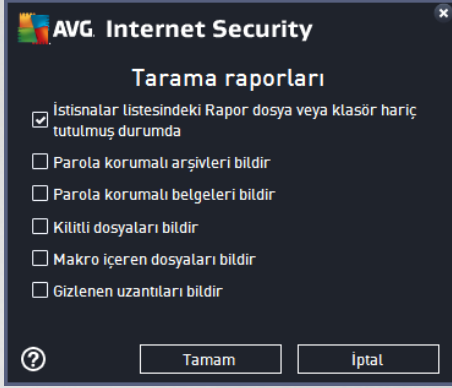 AVG Internet Security
Tarama raporları
İstisnalar listesindeki Rapor dosya veya klasör hariç
tutulmuş durumda
Parola korumalı arşivleri bildir
Parola korumalı belgeleri bildir
Kilitli dosyaları bildir
Makro içeren dosyaları bildir
Gizlenen uzantıları bildir
?
Tamam
İptal